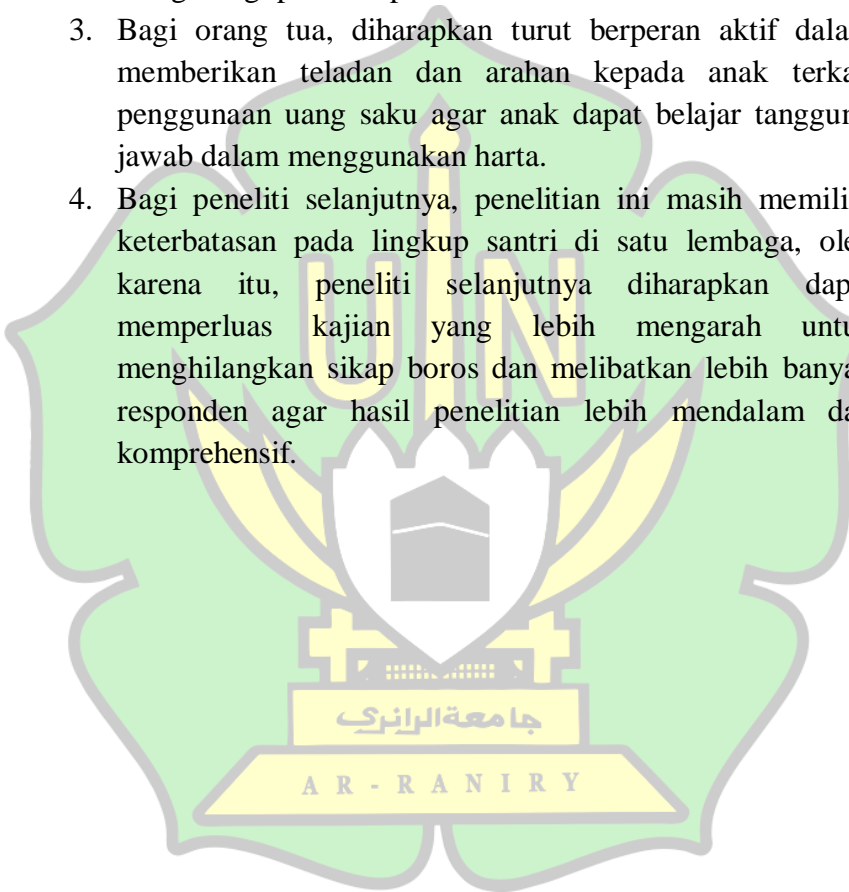 3. Bagi orang tua, diharapkan turut berperan aktif dala
memberikan teladan dan arahan kepada anak terka
penggunaan uang saku agar anak dapat belajar tanggun
jawab dalam menggunakan harta.
4. Bagi peneliti selanjutnya, penelitian ini masih memili
keterbatasan pada lingkup santri di satu lembaga, ole
karena itu, peneliti selanjutnya diharapkan dap
memperluas kajian yang lebih mengarah untu
menghilangkan sikap boros dan melibatkan lebih banya
responden agar hasil penelitian lebih mendalam da
komprehensif.
UIN
جامعة الرانري
AR-RANIRY